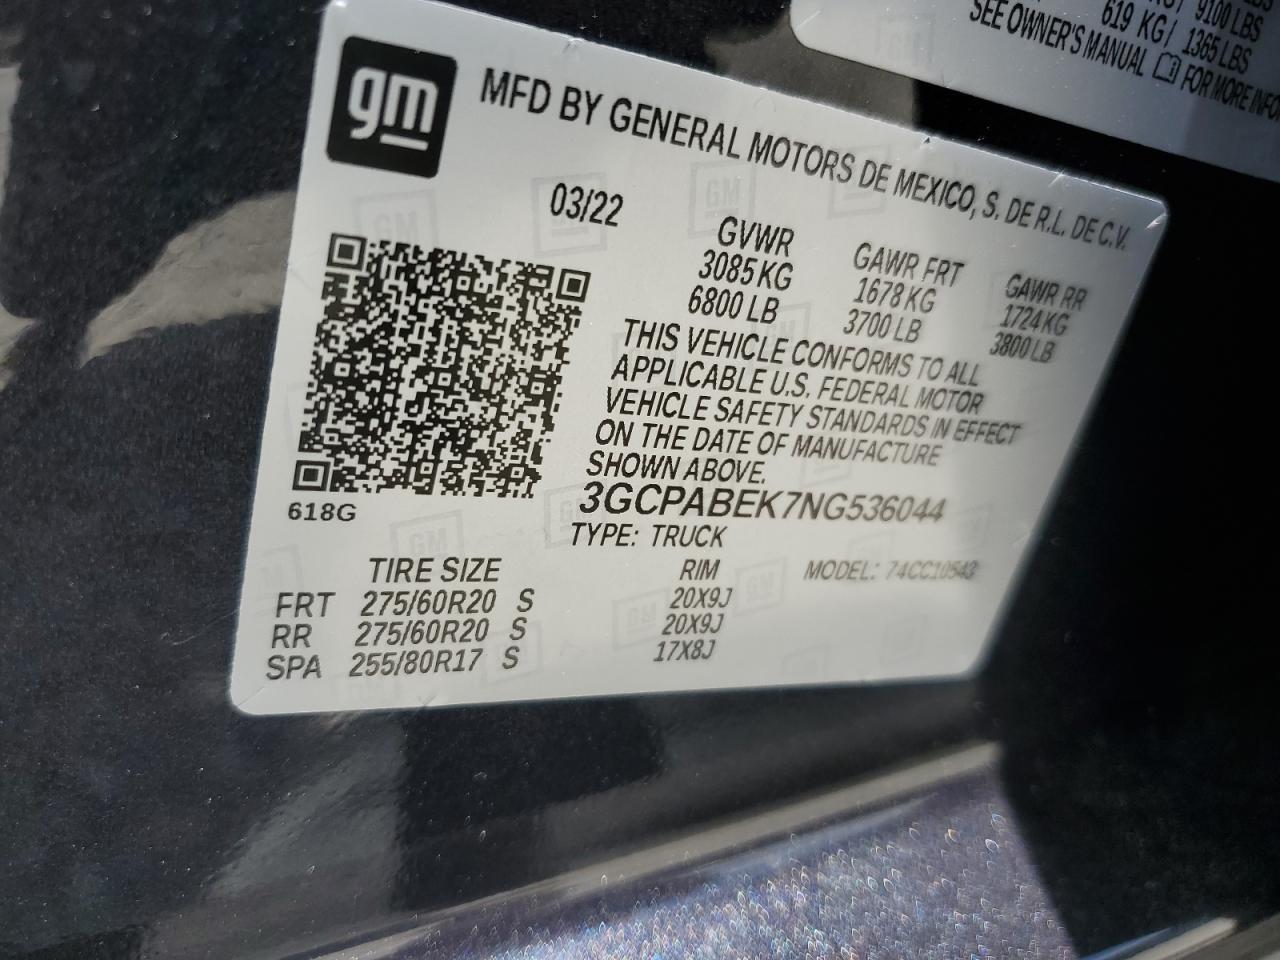 9100 LBS
619 KG/ 1365 LBS
SEE OWNER'S MANUAL FOR MORE
gm
MFD BY GENERAL MOTORS DE MEXICO, S. DE R.L. DE C.V.
03/22
GVWR GAWR FRT GAWR RR
3085 KG 1678 KG 1724 KG
6800 LB 3700 LB 3800 LB
THIS VEHICLE CONFORMS TO ALL
APPLICABLE U.S. FEDERAL MOTOR
VEHICLE SAFETY STANDARDS IN EFFECT
ON THE DATE OF MANUFACTURE
SHOWN ABOVE.
3GCPABEK7NG536044
618G
TYPE: TRUCK
TIRE SIZE RIM MODEL: 74CC10543
FRT 275/60R20 S 20X9J
RR 275/60R20 S 20X9J
SPA 255/80R17 S 17X8J